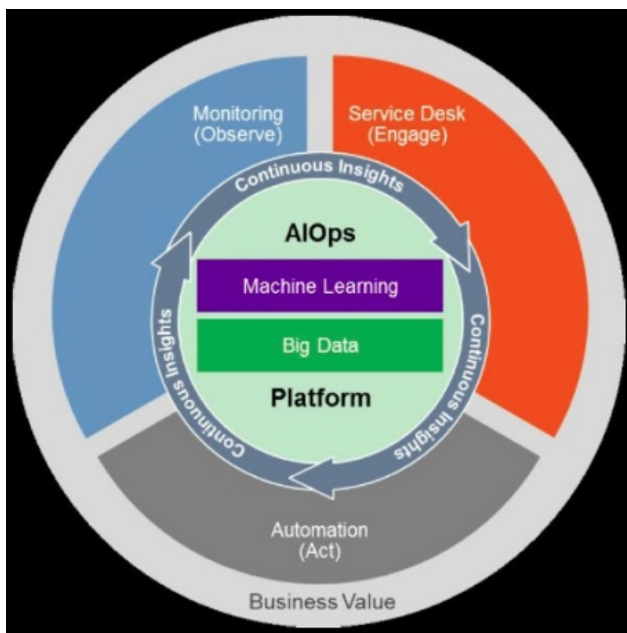 Monitoring
(Observe)
Service Desk
(Engage)
Continuous Insights
AIOps
Machine Learning
Big Data
Platform
Continuous Insights
Continuous Insights
Automation
(Act)
Business Value